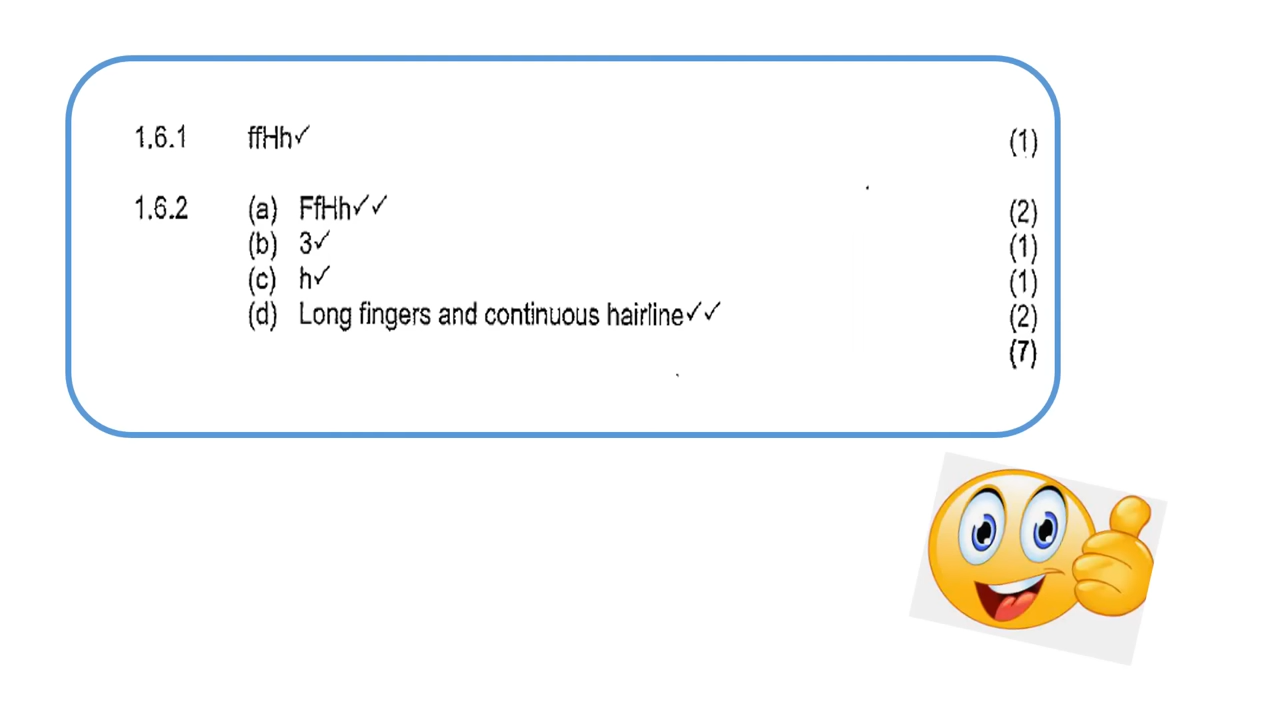 1.6.1 ffHh✓ (1)
1.6.2 (a) FfHh✓✓ (2)
(b) 3✓ (1)
(c) h✓ (1)
(d) Long fingers and continuous hairline✓✓ (2)
(7)